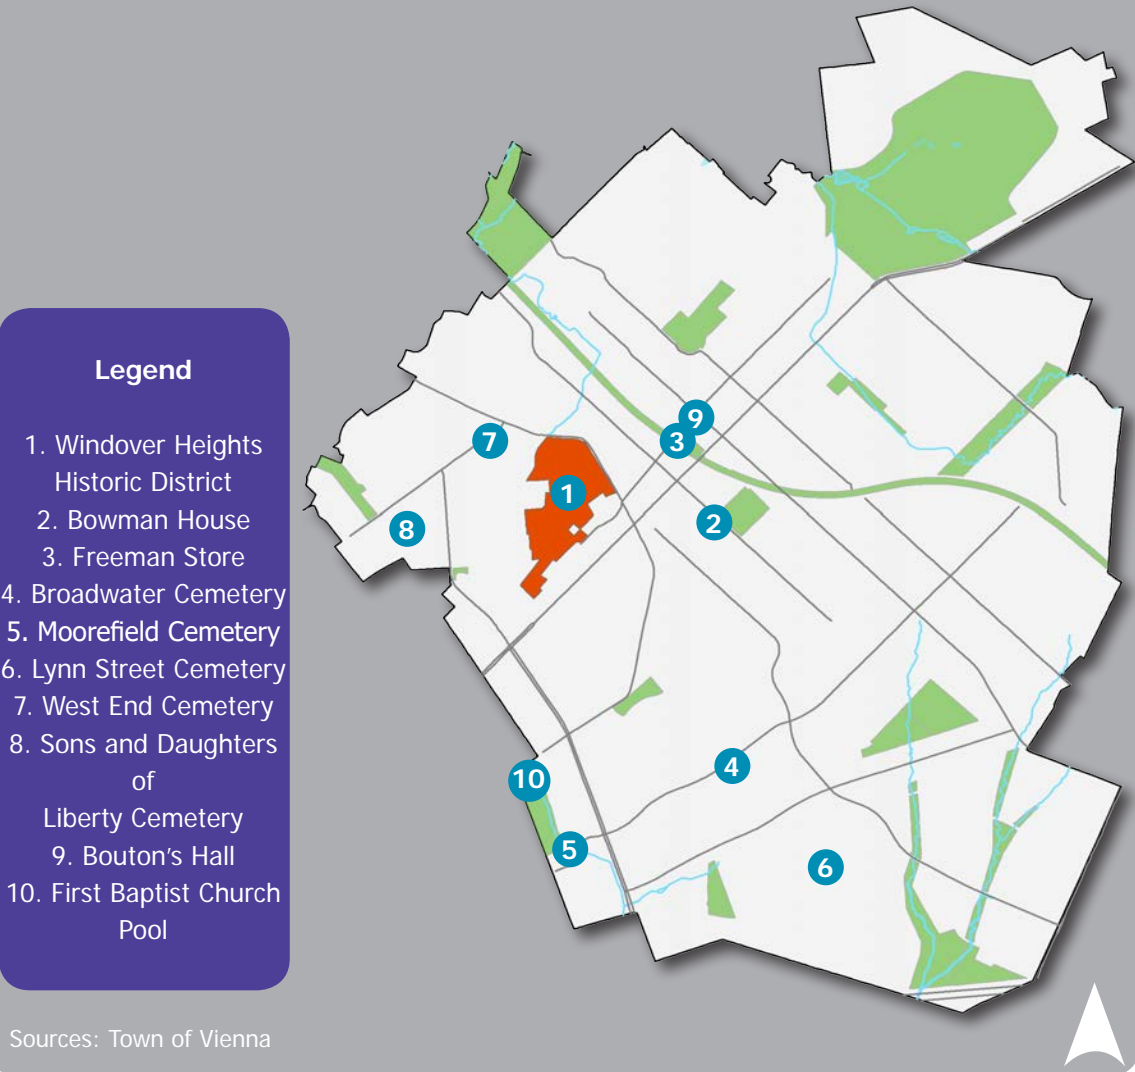 Legend
1. Windover Heights
Historic District
2. Bowman House
3. Freeman Store
4. Broadwater Cemetery
5. Moorefield Cemetery
6. Lynn Street Cemetery
7. West End Cemetery
8. Sons and Daughters
of
Liberty Cemetery
9. Bouton's Hall
10. First Baptist Church
Pool
Sources: Town of Vienna
9
3
7
1
2
8
4
10
5
6